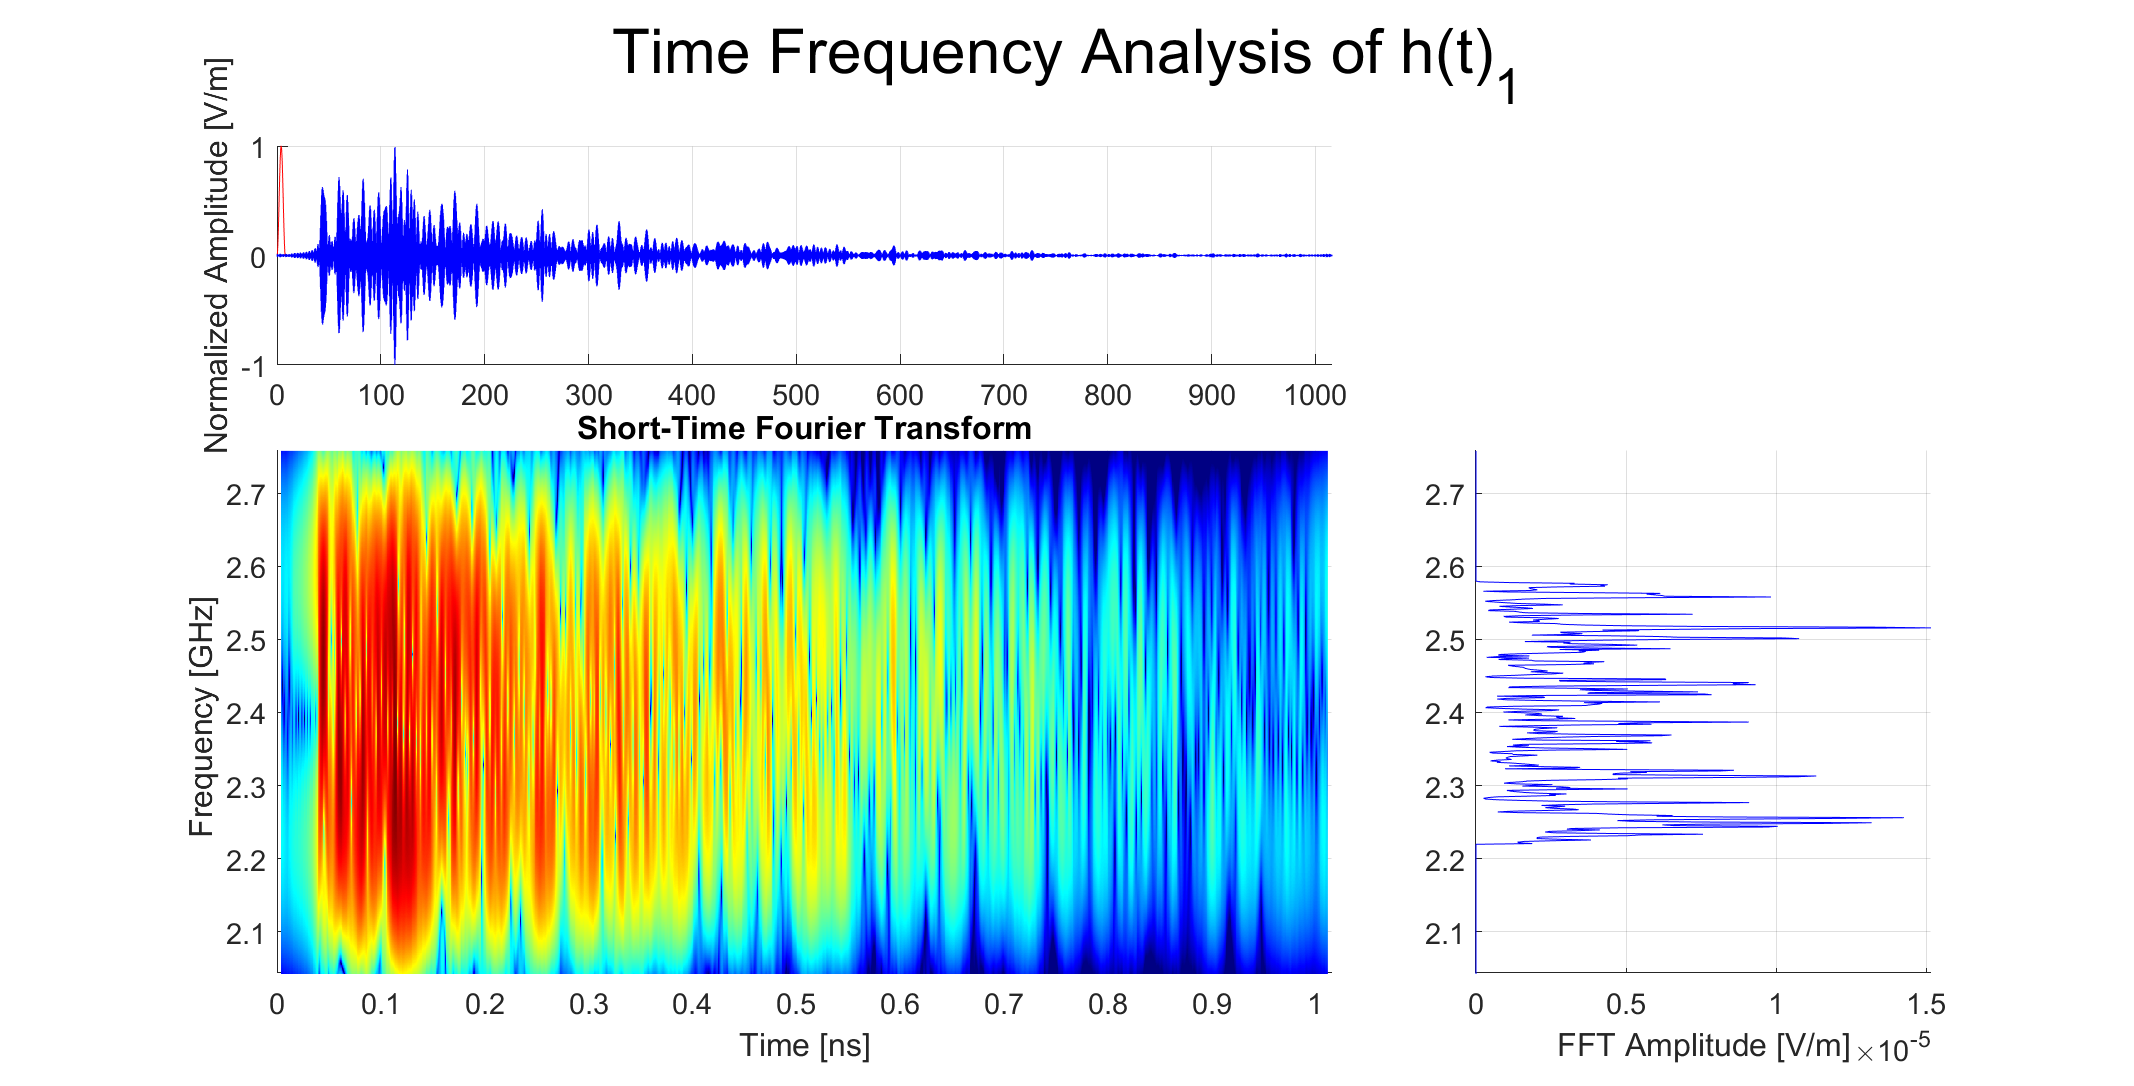 Time Frequency Analysis of h(t)1
Normalized Amplitude [V/m]
1
0
-1
0 100 200 300 400 500 600 700 800 900 1000
Short-Time Fourier Transform
Frequency [GHz]
2.7
2.6
2.5
2.4
2.3
2.2
2.1
0 0.1 0.2 0.3 0.4 0.5 0.6 0.7 0.8 0.9 1
Time [ns]
2.7
2.6
2.5
2.4
2.3
2.2
2.1
0 0.5 1 1.5
FFT Amplitude [V/m] ×10-5